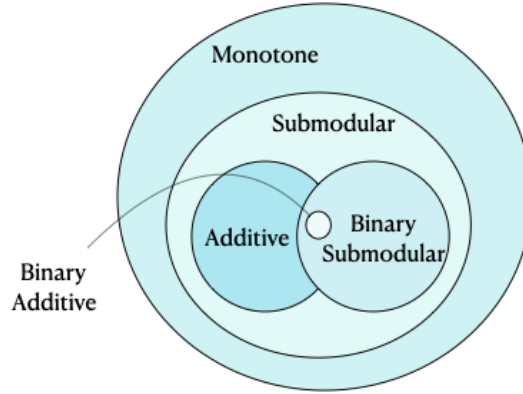 Monotone
Submodular
Additive
Binary
Submodular
Binary
Additive